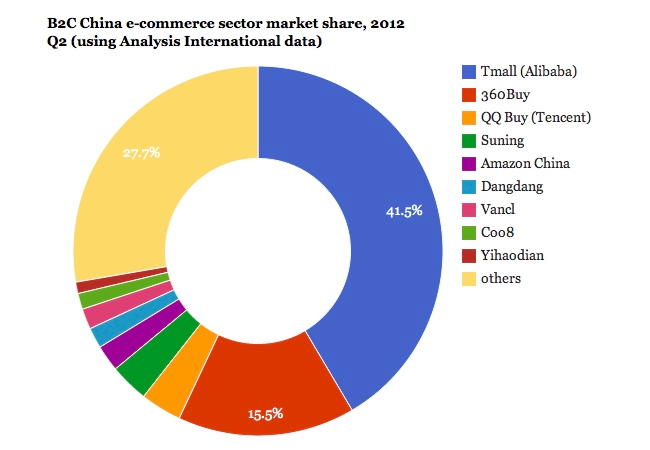 B2C China e-commerce sector market share, 2012
Q2 (using Analysis International data)
Tmall (Alibaba)
360Buy
QQ Buy (Tencent)
Suning
Amazon China
Dangdang
Vancl
Coo8
Yihaodian
others
27.7%
41.5%
15.5%